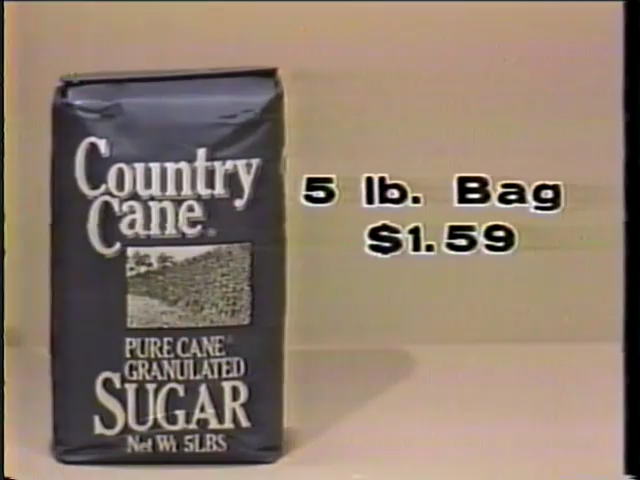 Country
Cane
PURE CANE
GRANULATED
SUGAR
Net Wt 5LBS
5 lb. Bag
$1.59